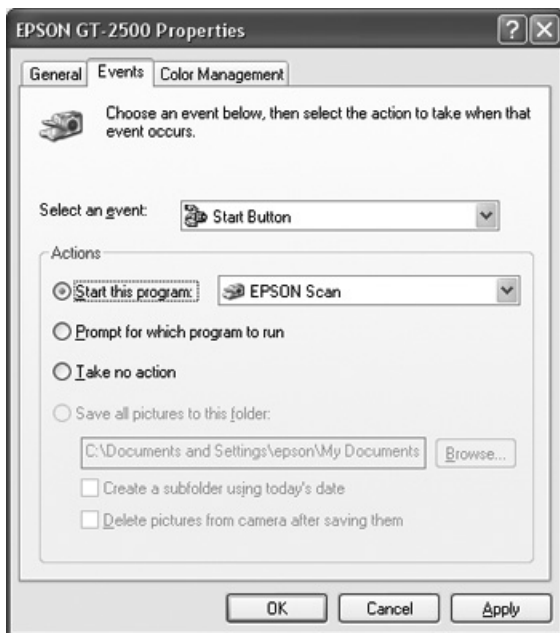 EPSON GT-2500 Properties
General Events Color Management
Choose an event below, then select the action to take when that
event occurs.
Select an event: Start Button
Actions
Start this program: EPSON Scan
Prompt for which program to run
Take no action
Save all pictures to this folder:
C:\Documents and Settings\epson\My Documents Browse...
Create a subfolder using today's date
Delete pictures from camera after saving them
OK Cancel Apply